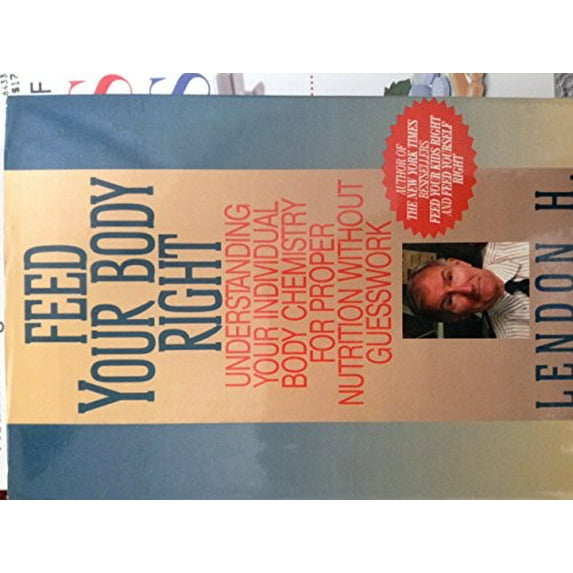 FEED
YOUR BODY
RIGHT
UNDERSTANDING
YOUR INDIVIDUAL
BODY CHEMISTRY
FOR PROPER
NUTRITION WITHOUT
GUESSWORK
AUTHOR OF
THE NEW YORK TIMES
BESTSELLERS
FEED YOUR KIDS RIGHT
AND FEED YOURSELF
RIGHT
LENDON H.
$17